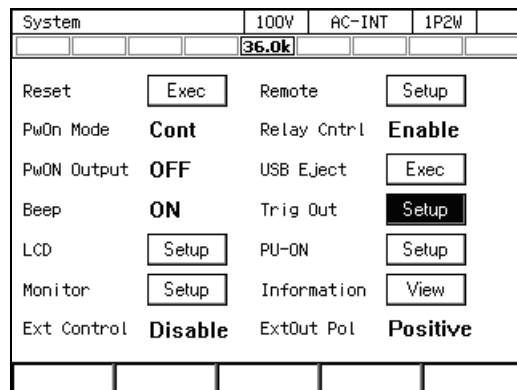 System 100V AC-INT 1P2W
36.0k
Reset Exec Remote Setup
PwOn Mode Cont Relay Cntrl Enable
PwON Output OFF USB Eject Exec
Beep ON Trig Out Setup
LCD Setup PU-ON Setup
Monitor Setup Information View
Ext Control Disable ExtOut Pol Positive